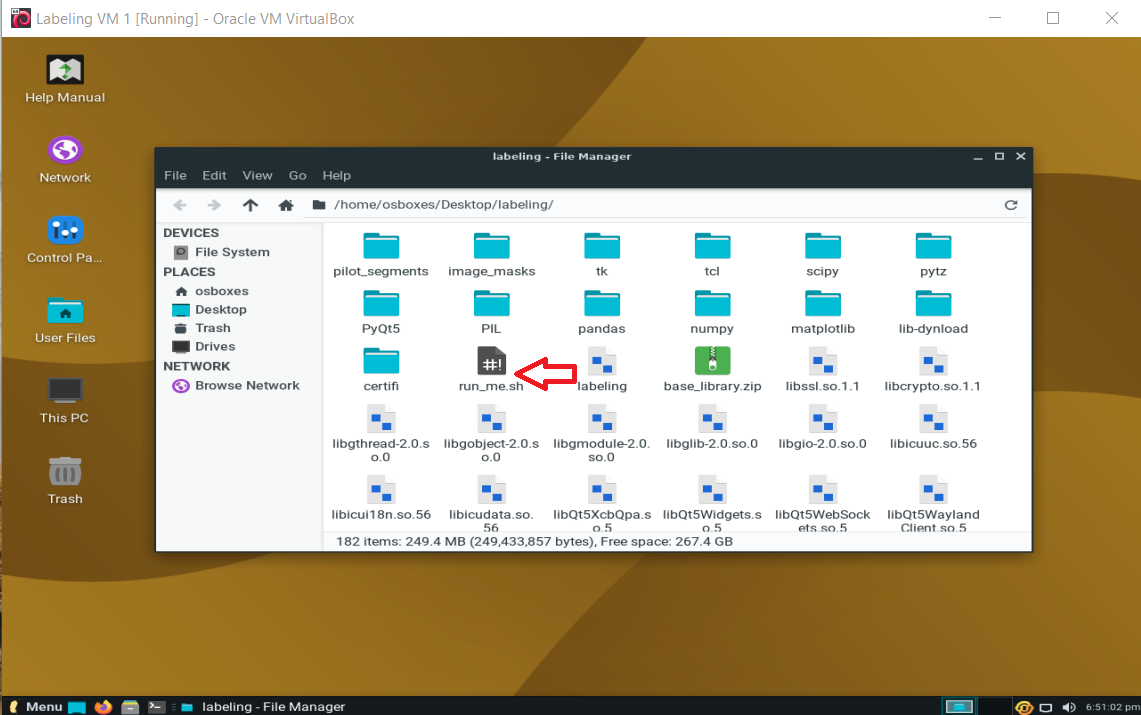 Labeling VM 1 [Running] - Oracle VM VirtualBox
Help Manual
Network
Control Pa...
User Files
This PC
Trash
labeling - File Manager
File Edit View Go Help
/home/osboxes/Desktop/labeling/
DEVICES
File System
PLACES
osboxes
Desktop
Trash
Drives
NETWORK
Browse Network
pilot_segments image_masks tk tcl scipy pytz
PyQt5 PIL pandas numpy matplotlib lib-dynload
#!
certifi run_me.sh labeling base_library.zip libssl.so.1.1 libcrypto.so.1.1
libgthread-2.0.s libgobject-2.0.s libgmodule-2.0. libglib-2.0.so.0 libgio-2.0.so.0 libicuuc.so.56
o.0 o.0 so.0
libicui18n.so.56 libicudata.so. libQt5XcbQpa.s libQt5Widgets.s libQt5WebSock libQt5Wayland
56 o.5 o.5 ets.so.5 Client.so.5
182 items: 249.4 MB (249,433,857 bytes), Free space: 267.4 GB
Menu labeling - File Manager 6:51:02 pm